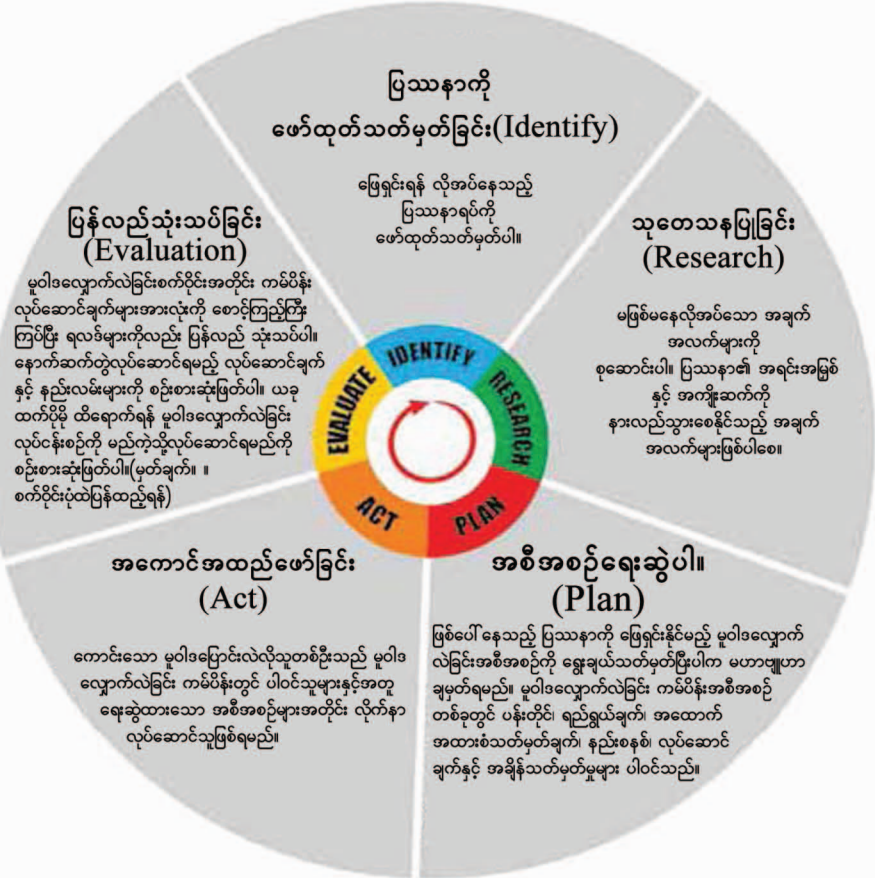 ပြဿနာကို
ဖော်ထုတ်သတ်မှတ်ခြင်း(Identify)
ဖြေရှင်းရန် လိုအပ်နေသည့်
ပြဿနာရပ်ကို
ဖော်ထုတ်သတ်မှတ်ပါ။
သုတေသနပြုခြင်း
(Research)
မဖြစ်မနေလိုအပ်သော အချက်
အလက်များကို
စုဆောင်းပါ။ ပြဿနာ၏ အရင်းအမြစ်
နှင့် အကျိုးဆက်ကို
နားလည်သွားစေနိုင်သည့် အချက်
အလက်များဖြစ်ပါစေ။
အစီအစဉ်ရေးဆွဲပါ။
(Plan)
ဖြစ်ပေါ်နေသည့် ပြဿနာကို ဖြေရှင်းနိုင်မည့် မူဝါဒလျှောက်
လဲခြင်းအစီအစဉ်ကို ရွေးချယ်သတ်မှတ်ပြီးပါက မဟာဗျူဟာ
ချမှတ်ရမည်။ မူဝါဒလျှောက်လဲခြင်း ကမ်ပိန်းအစီအစဉ်
တစ်ခုတွင် ပန်းတိုင်၊ ရည်ရွယ်ချက်၊ အထောက်
အထားစံသတ်မှတ်ချက်၊ နည်းစနစ်၊ လုပ်ဆောင်
ချက်နှင့် အချိန်သတ်မှတ်မှုများ ပါဝင်သည်။
အကောင်အထည်ဖော်ခြင်း
(Act)
ကောင်းသော မူဝါဒပြောင်းလဲလိုသူတစ်ဦးသည် မူဝါဒ
လျှောက်လဲခြင်း ကမ်ပိန်းတွင် ပါဝင်သူများနှင့်အတူ
ရေးဆွဲထားသော အစီအစဉ်များအတိုင်း လိုက်နာ
လုပ်ဆောင်သူဖြစ်ရမည်။
ပြန်လည်သုံးသပ်ခြင်း
(Evaluation)
မူဝါဒလျှောက်လဲခြင်းစက်ဝိုင်းအတိုင်း ကမ်ပိန်း
လုပ်ဆောင်ချက်များအားလုံးကို စောင့်ကြည့်ကြီး
ကြပ်ပြီး ရလဒ်များကိုလည်း ပြန်လည် သုံးသပ်ပါ။
နောက်ဆက်တွဲလုပ်ဆောင်ရမည့် လုပ်ဆောင်ချက်
နှင့် နည်းလမ်းများကို စဉ်းစားဆုံးဖြတ်ပါ။ ယခု
ထက်ပိုမို ထိရောက်ရန် မူဝါဒလျှောက်လဲခြင်း
လုပ်ငန်းစဉ်ကို မည်ကဲ့သို့လုပ်ဆောင်ရမည်ကို
စဉ်းစားဆုံးဖြတ်ပါ။(မှတ်ချက်။ ။
စက်ဝိုင်းပုံထဲပြန်ထည့်ရန်)
IDENTIFY
RESEARCH
PLAN
ACT
EVALUATE